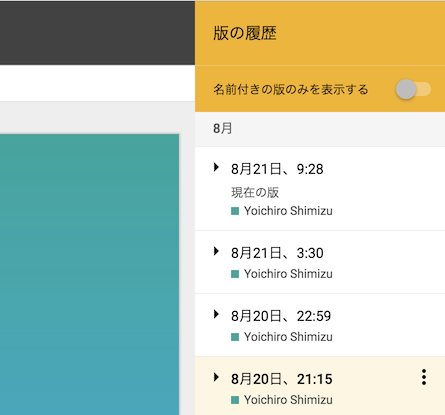 版の履歴
名前付きの版のみを表示する
8月
8月21日、9:28
現在の版
Yoichiro Shimizu
8月21日、3:30
Yoichiro Shimizu
8月20日、22:59
Yoichiro Shimizu
8月20日、21:15
Yoichiro Shimizu